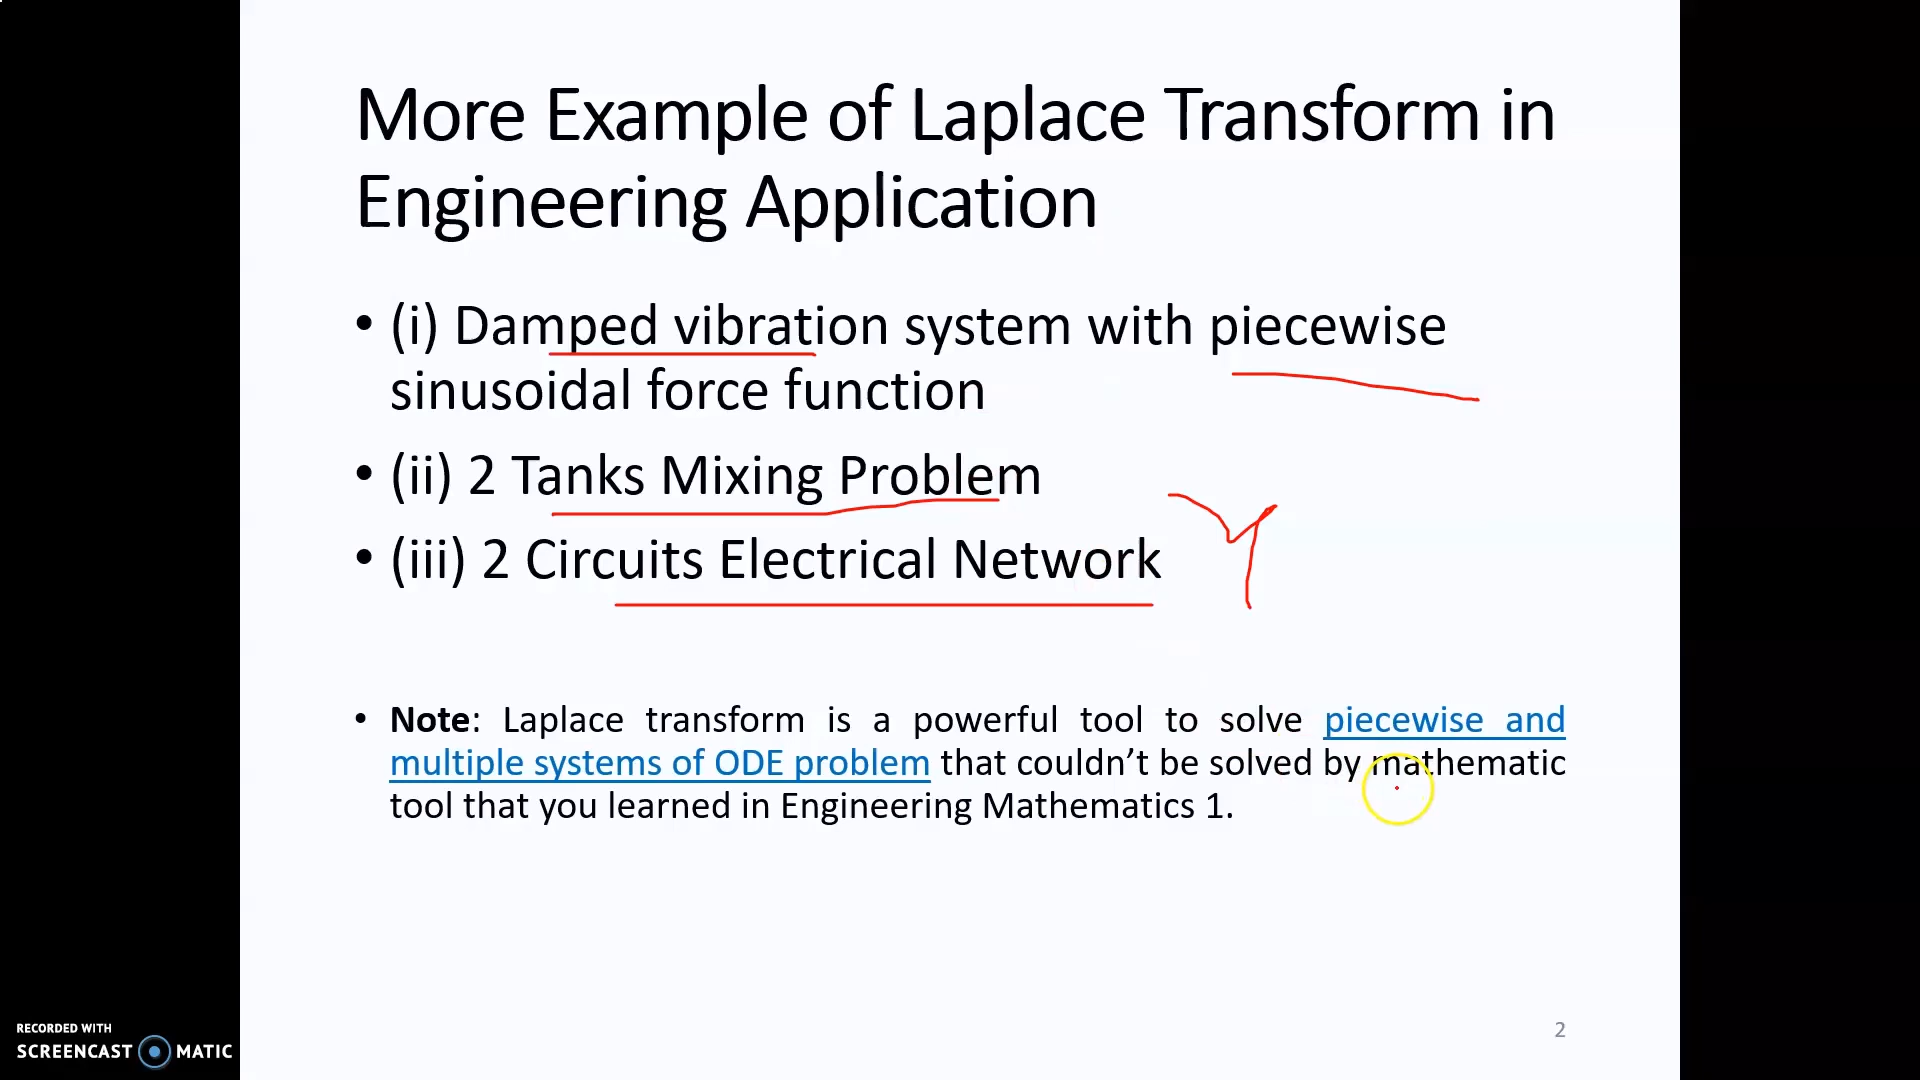 More Example of Laplace Transform in
Engineering Application
• (i) Damped vibration system with piecewise
sinusoidal force function
• (ii) 2 Tanks Mixing Problem
• (iii) 2 Circuits Electrical Network
• Note: Laplace transform is a powerful tool to solve piecewise and
multiple systems of ODE problem that couldn’t be solved by mathematic
tool that you learned in Engineering Mathematics 1.
2
RECORDED WITH
SCREENCAST MATIC